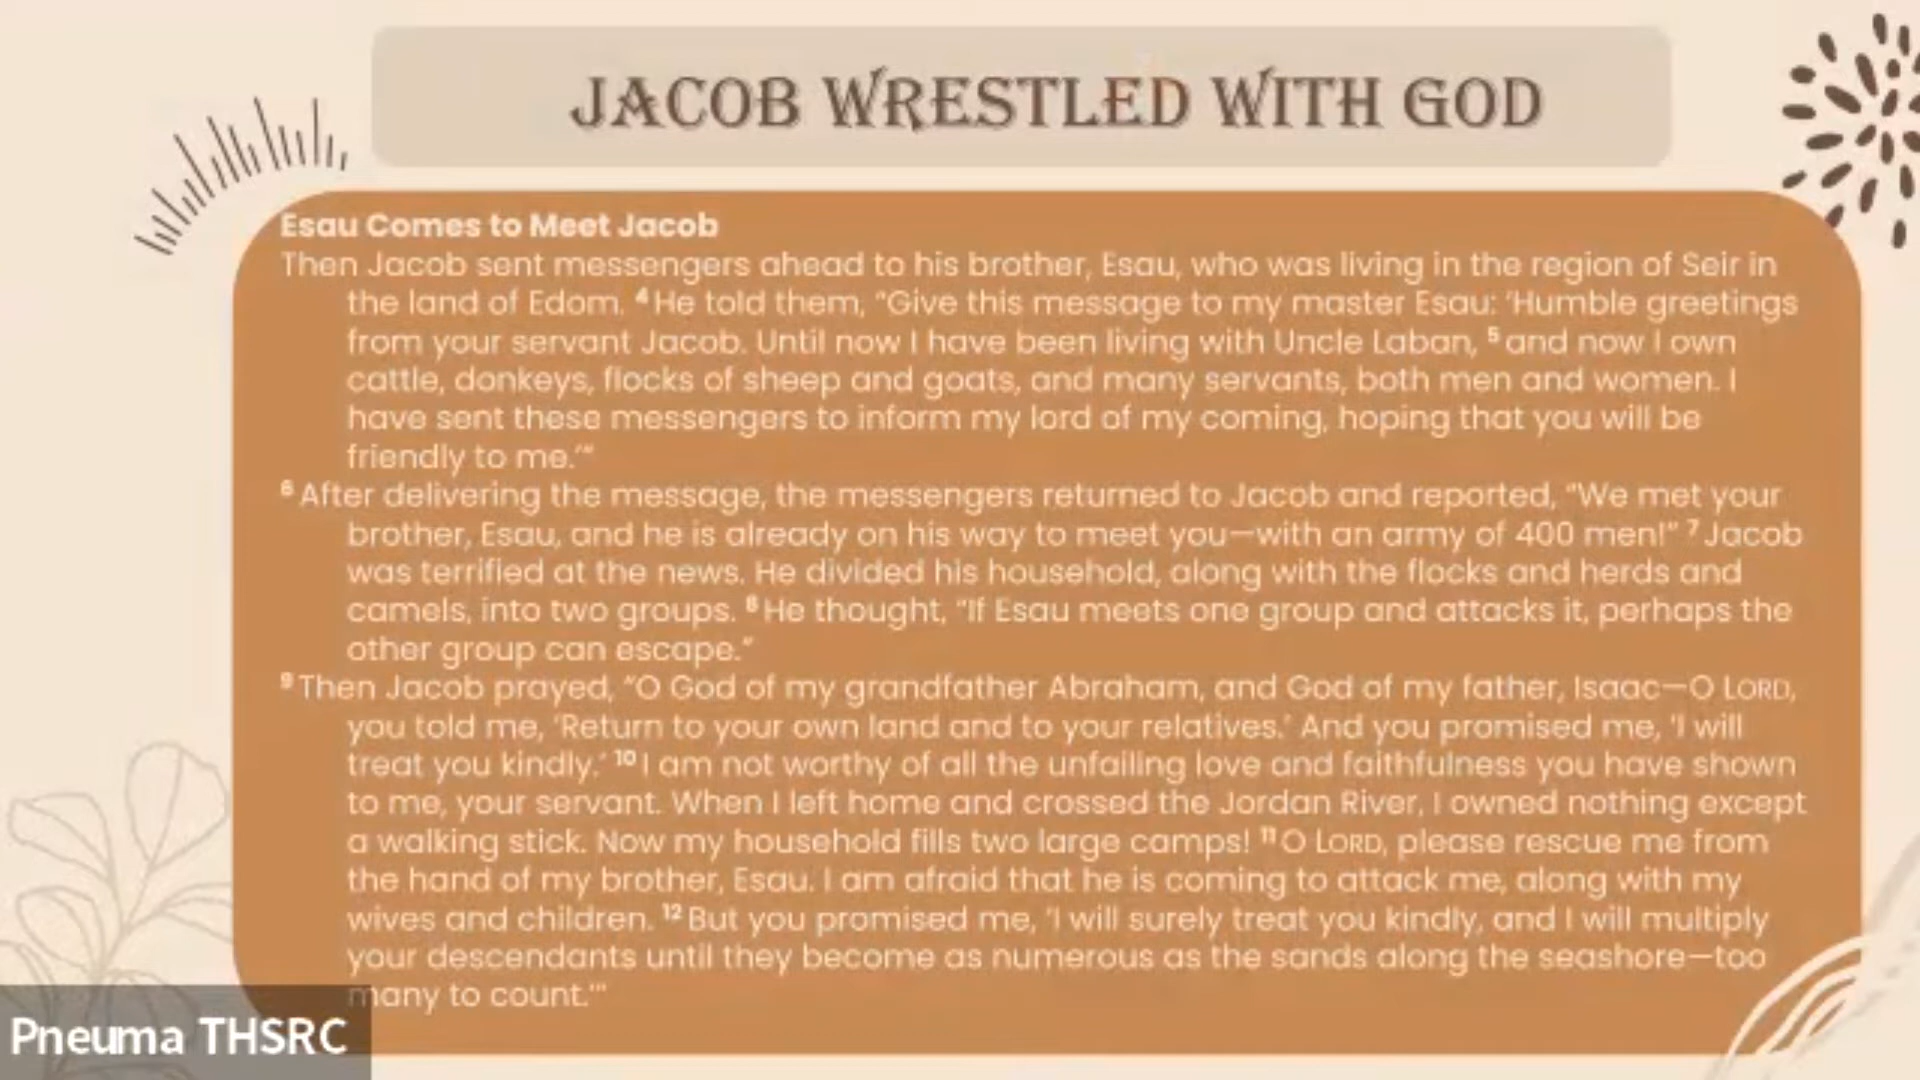 JACOB WRESTLED WITH GOD
Esau Comes to Meet Jacob
Then Jacob sent messengers ahead to his brother, Esau, who was living in the region of Seir in
the land of Edom. ⁴ He told them, “Give this message to my master Esau: ‘Humble greetings
from your servant Jacob. Until now I have been living with Uncle Laban, ⁵ and now I own
cattle, donkeys, flocks of sheep and goats, and many servants, both men and women. I
have sent these messengers to inform my lord of my coming, hoping that you will be
friendly to me.’”
⁶ After delivering the message, the messengers returned to Jacob and reported, “We met your
brother, Esau, and he is already on his way to meet you—with an army of 400 men!” ⁷ Jacob
was terrified at the news. He divided his household, along with the flocks and herds and
camels, into two groups. ⁸ He thought, “If Esau meets one group and attacks it, perhaps the
other group can escape.”
⁹ Then Jacob prayed, “O God of my grandfather Abraham, and God of my father, Isaac—O LORD,
you told me, ‘Return to your own land and to your relatives.’ And you promised me, ‘I will
treat you kindly.’ ¹⁰ I am not worthy of all the unfailing love and faithfulness you have shown
to me, your servant. When I left home and crossed the Jordan River, I owned nothing except
a walking stick. Now my household fills two large camps! ¹¹ O LORD, please rescue me from
the hand of my brother, Esau. I am afraid that he is coming to attack me, along with my
wives and children. ¹² But you promised me, ‘I will surely treat you kindly, and I will multiply
your descendants until they become as numerous as the sands along the seashore—too
many to count.’”
Pneuma THSRC